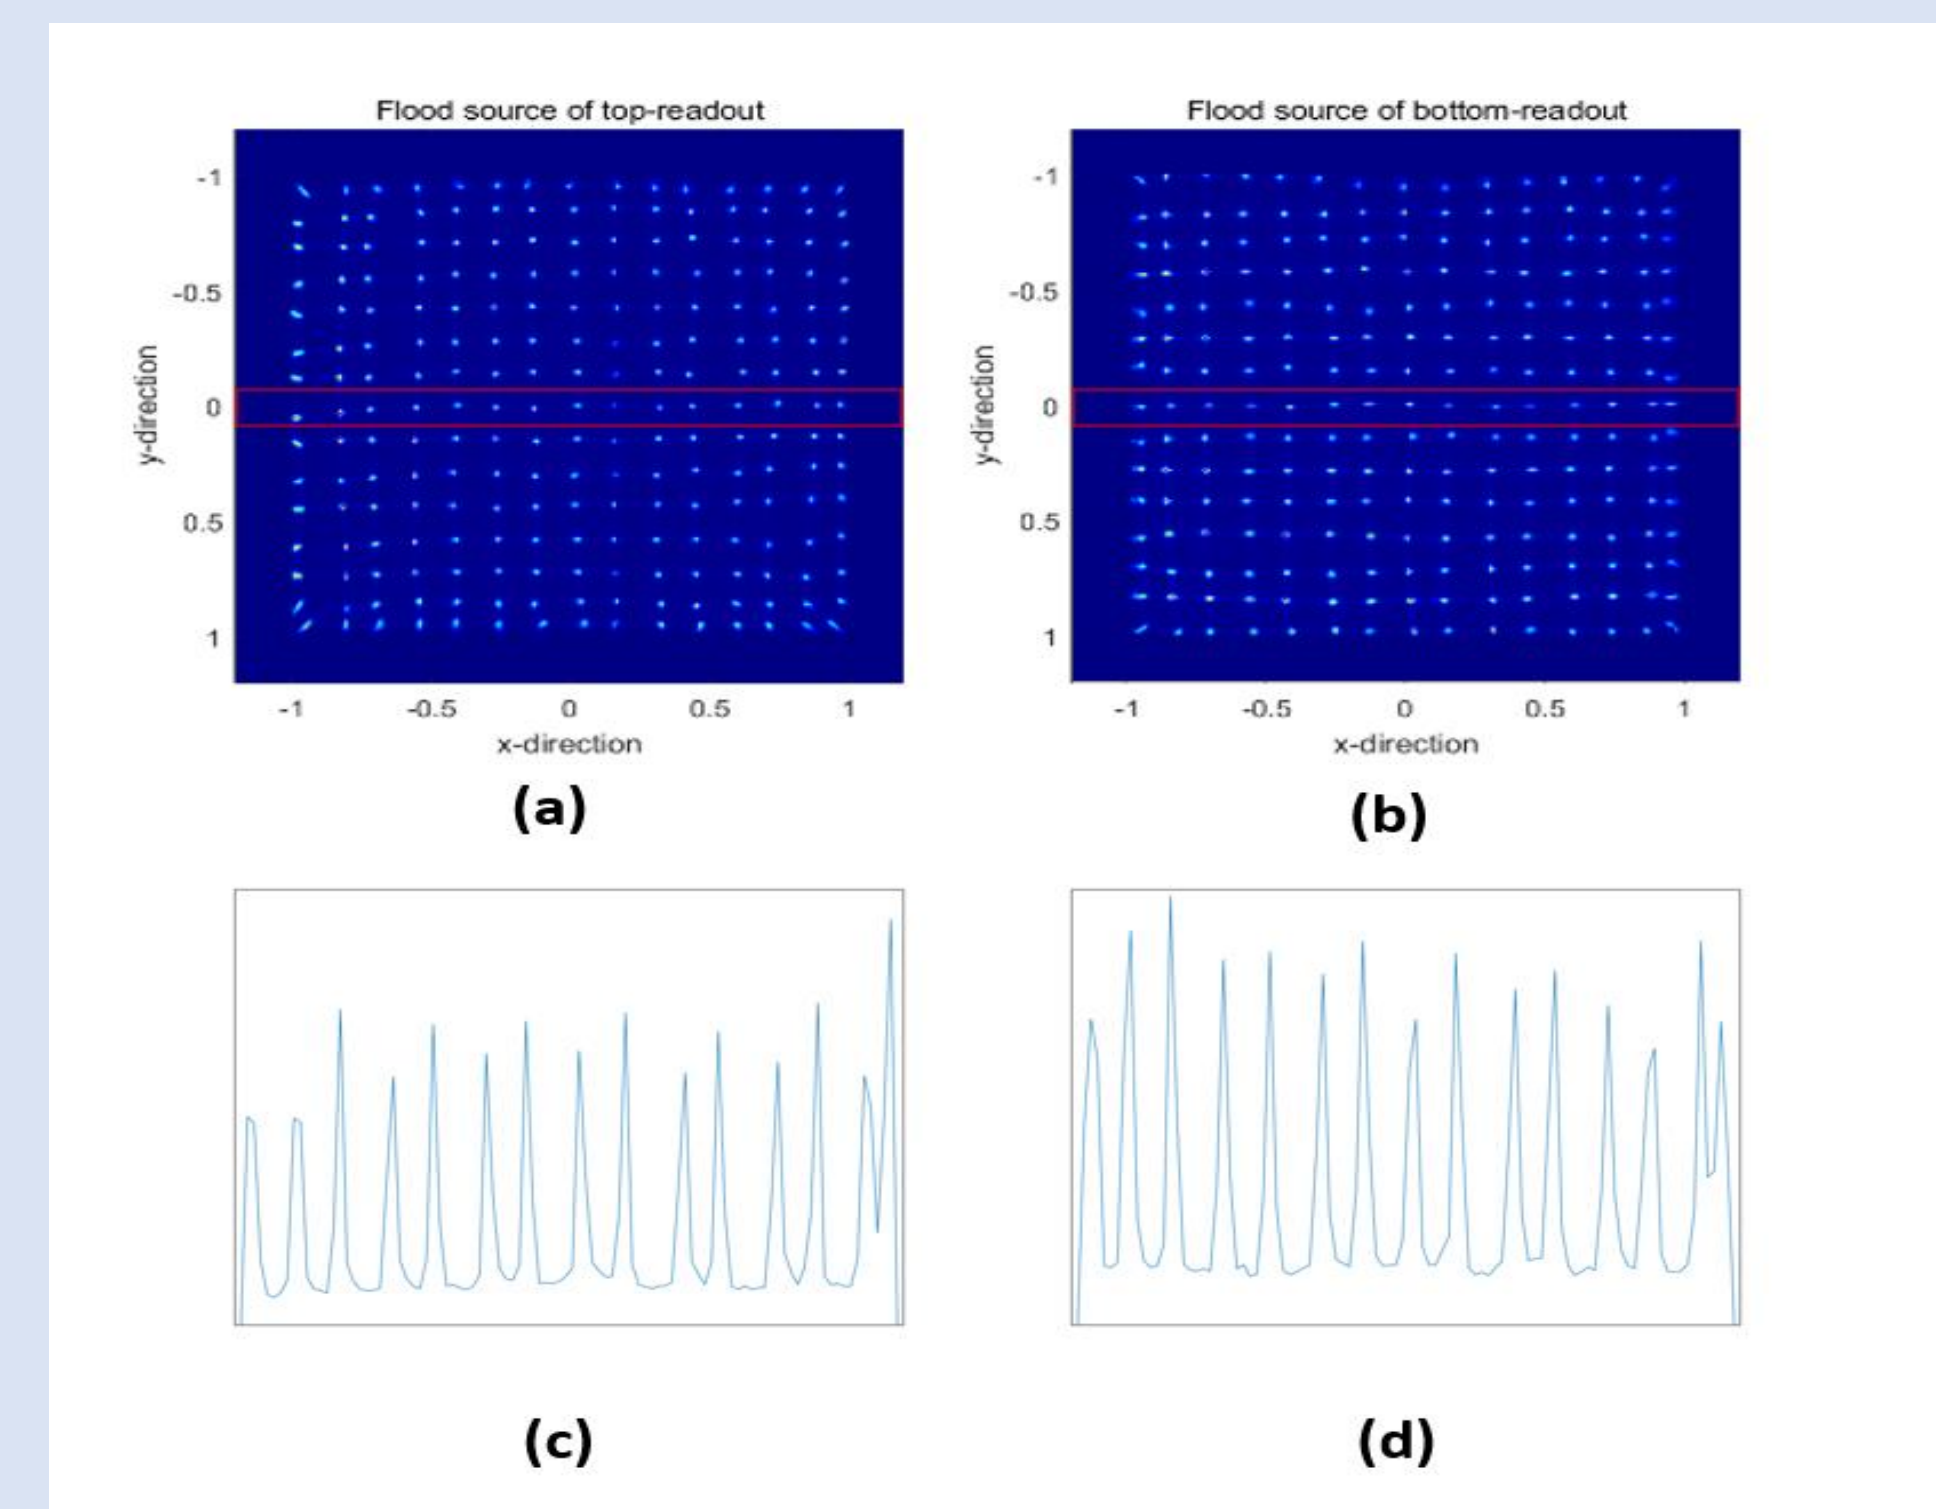 Flood source of top-readout
-1
-0.5
0
0.5
1
y-direction
-1
-0.5
0
0.5
1
x-direction
(a)
Flood source of bottom-readout
-1
-0.5
0
0.5
1
y-direction
-1
-0.5
0
0.5
1
x-direction
(b)
(c)
(d)